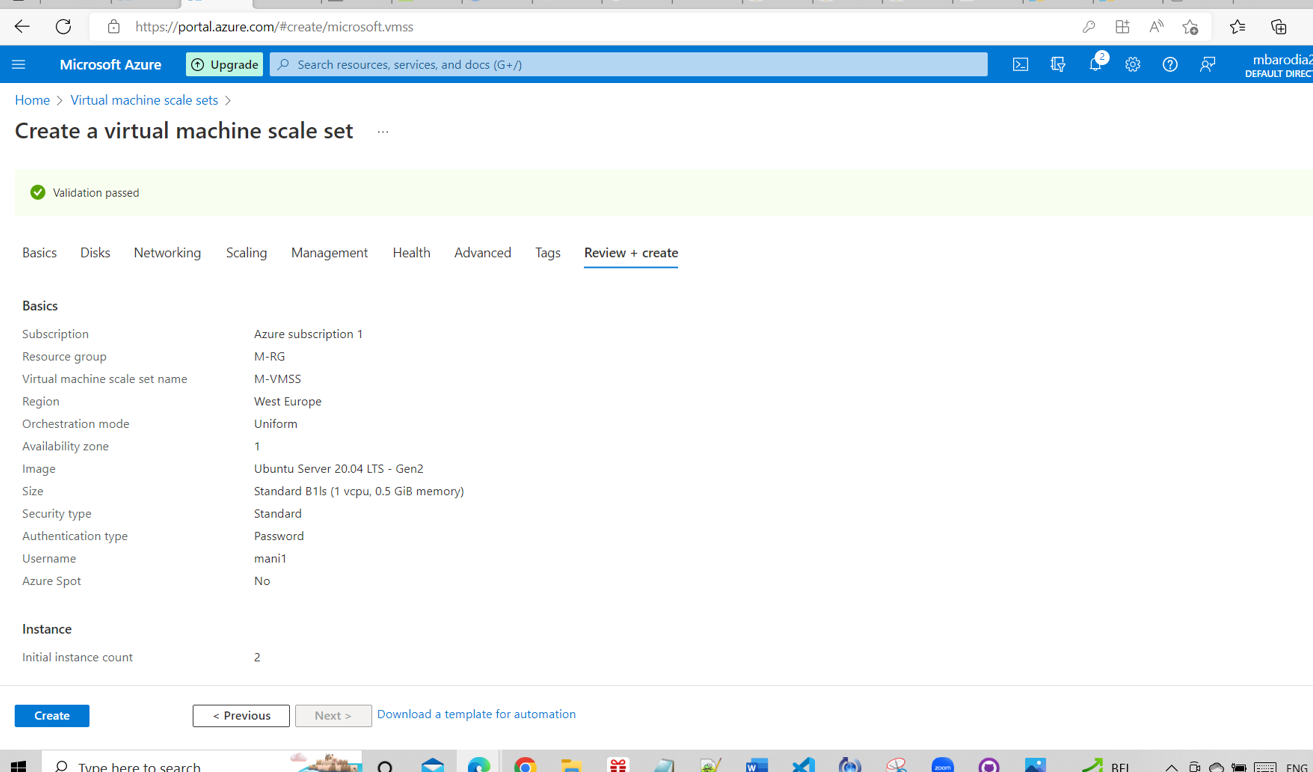 https://portal.azure.com/#create/microsoft.vmss
Microsoft Azure
Upgrade
Search resources, services, and docs (G+/)
2
mbarodia2
DEFAULT DIREC
Home > Virtual machine scale sets >
Create a virtual machine scale set ...
Validation passed
Basics Disks Networking Scaling Management Health Advanced Tags Review + create
Basics
Subscription Azure subscription 1
Resource group M-RG
Virtual machine scale set name M-VMSS
Region West Europe
Orchestration mode Uniform
Availability zone 1
Image Ubuntu Server 20.04 LTS - Gen2
Size Standard B1ls (1 vcpu, 0.5 GiB memory)
Security type Standard
Authentication type Password
Username mani1
Azure Spot No
Instance
Initial instance count 2
Create < Previous Next > Download a template for automation
Type here to search
zoom
BEL
ENG